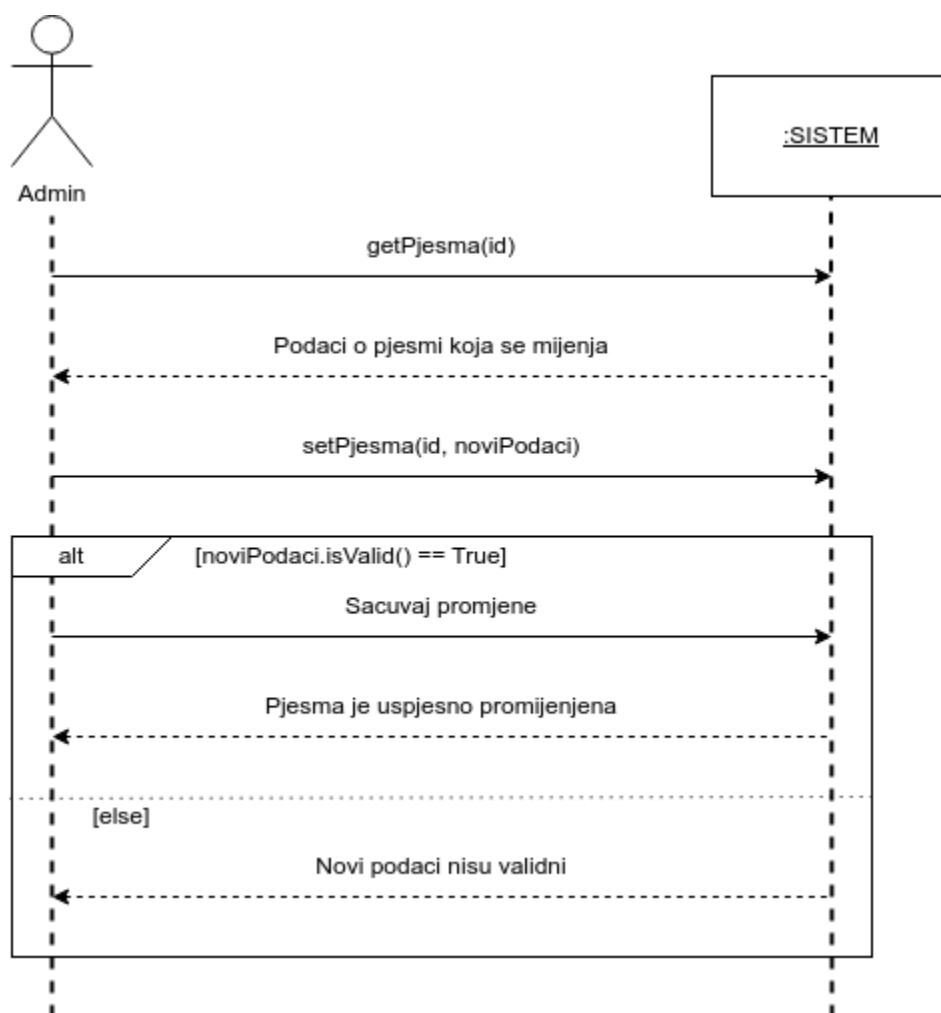 Admin
:SISTEM
getPjesma(id)
Podaci o pjesmi koja se mijenja
setPjesma(id, noviPodaci)
alt
[noviPodaci.isValid() == True]
Sacuvaj promjene
Pjesma je uspjesno promijenjena
[else]
Novi podaci nisu validni